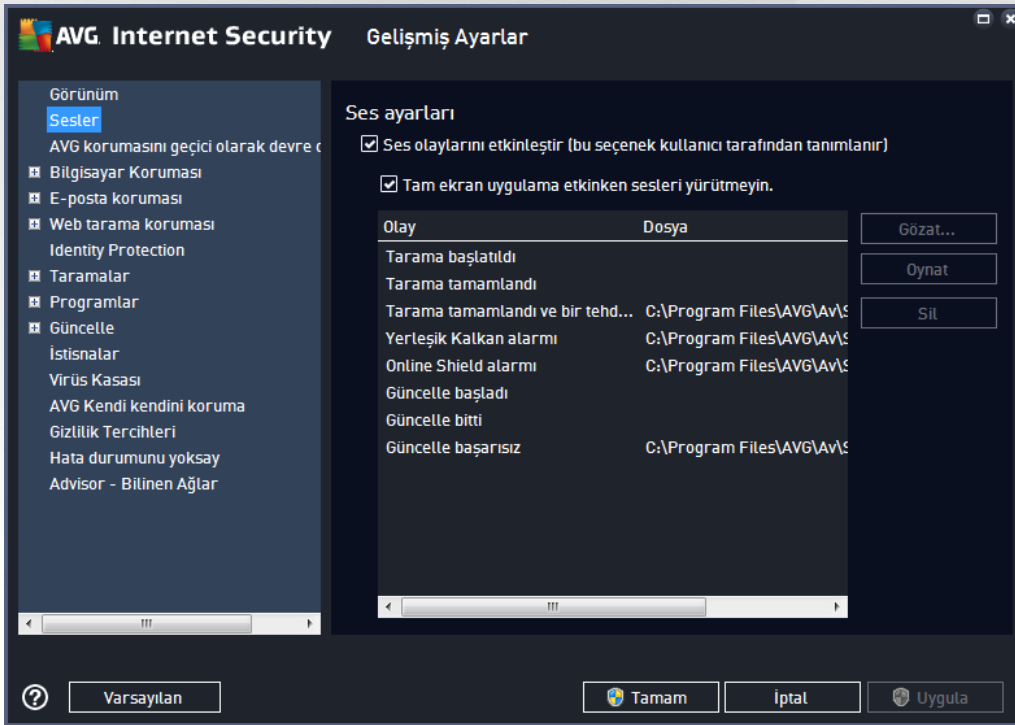 AVG. Internet Security Gelişmiş Ayarlar
Görünüm
Sesler
AVG korumasını geçici olarak devre
Bilgisayar Koruması
E-posta koruması
Web tarama koruması
Identity Protection
Taramalar
Programlar
Güncelle
İstisnalar
Virüs Kasası
AVG Kendi kendini koruma
Gizlilik Tercihleri
Hata durumunu yoksay
Advisor - Bilinen Ağlar
Ses ayarları
Ses olaylarını etkinleştir (bu seçenek kullanıcı tarafından tanımlanır)
Tam ekran uygulama etkinken sesleri yürütmeyin.
Olay Dosya
Tarama başlatıldı
Tarama tamamlandı
Tarama tamamlandı ve bir tehd... C:\Program Files\AVG\Av\S
Yerleşik Kalkan alarmı C:\Program Files\AVG\Av\S
Online Shield alarmı C:\Program Files\AVG\Av\S
Güncelle başladı
Güncelle bitti
Güncelle başarısız C:\Program Files\AVG\Av\S
Gözat...
Oynat
Sil
Varsayılan
Tamam
İptal
Uygula